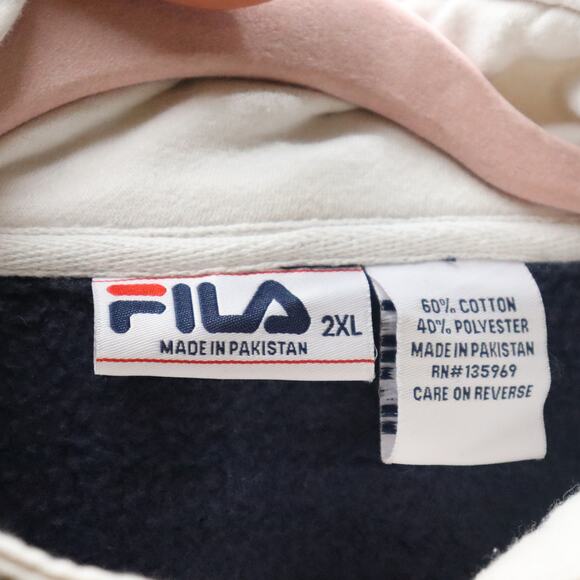 FILA 2XL
MADE IN PAKISTAN
60% COTTON
40% POLYESTER
MADE IN PAKISTAN
RN#135969
CARE ON REVERSE